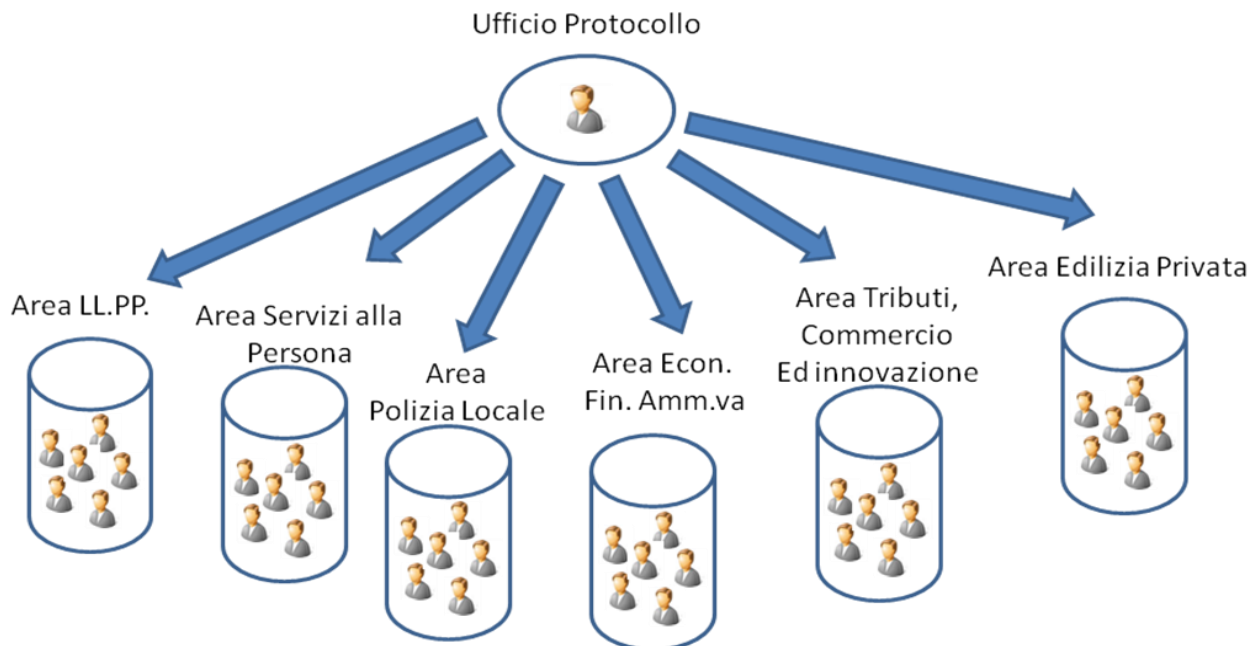 Ufficio Protocollo
Area LL.PP.
Area Servizi alla
Persona
Area
Polizia Locale
Area Econ.
Fin. Amm.va
Area Tributi,
Commercio
Ed innovazione
Area Edilizia Privata